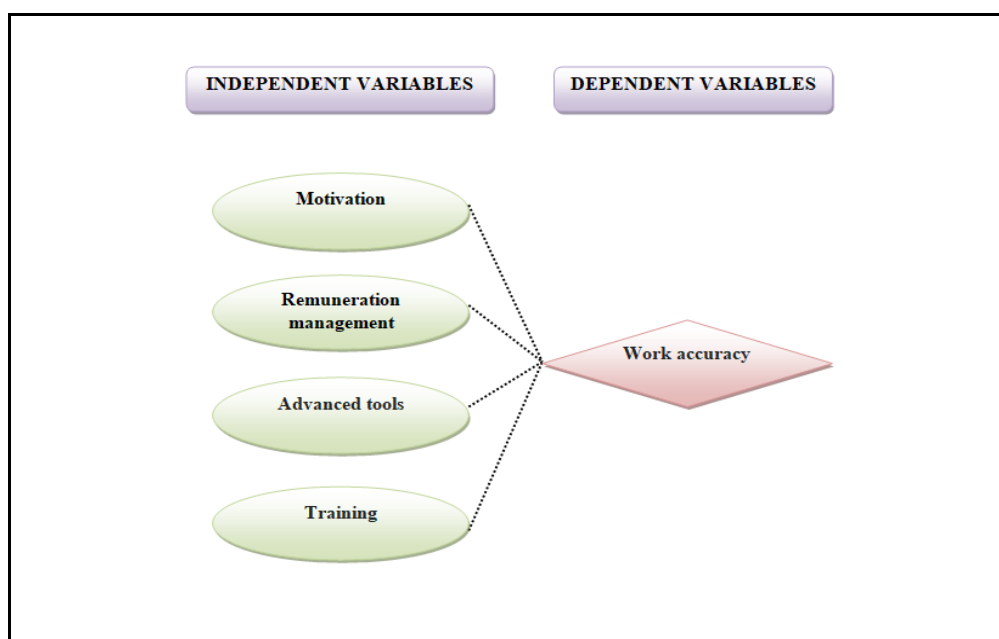 INDEPENDENT VARIABLES
DEPENDENT VARIABLES
Motivation
Remuneration
management
Advanced tools
Training
Work accuracy